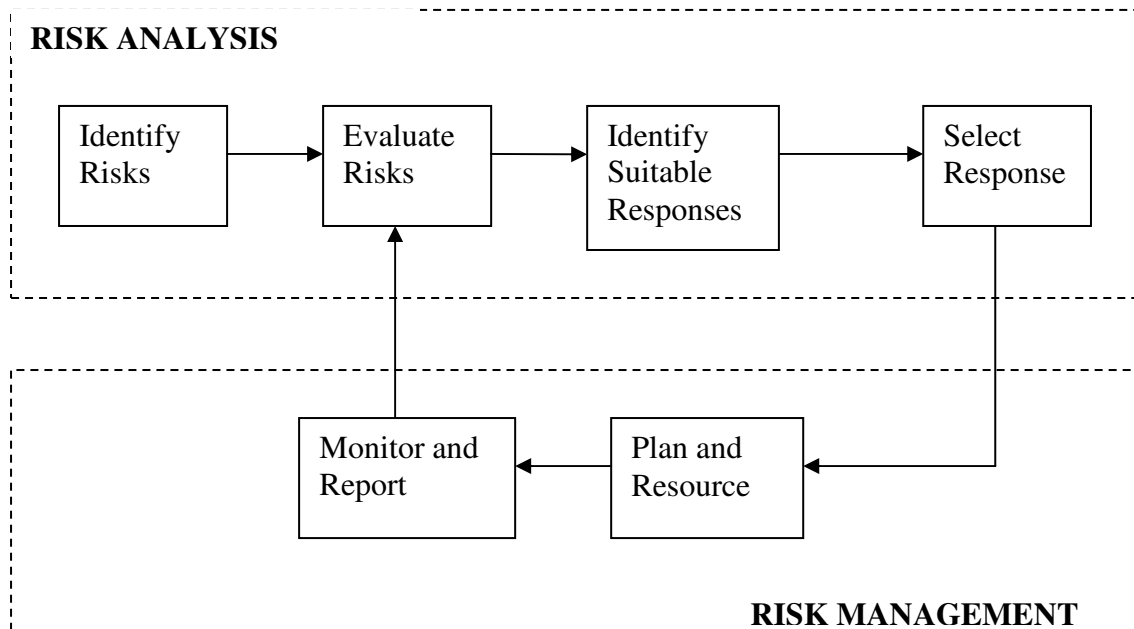 RISK ANALYSIS
Identify
Risks
Evaluate
Risks
Identify
Suitable
Responses
Select
Response
Monitor and
Report
Plan and
Resource
RISK MANAGEMENT